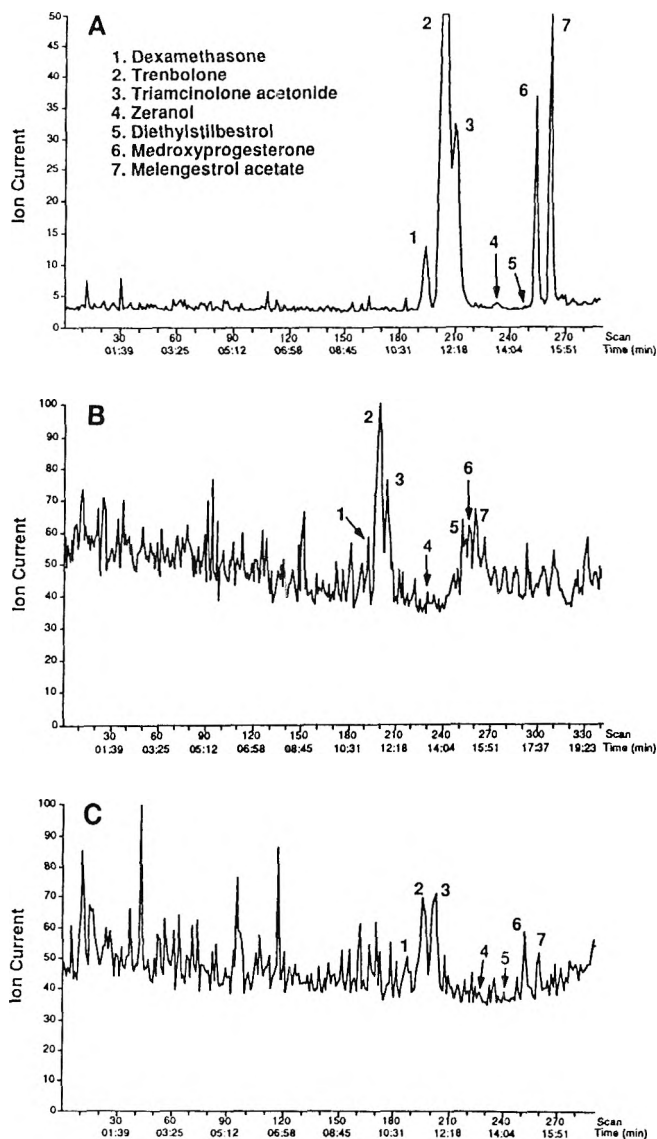 A
1. Dexamethasone
2. Trenbolone
3. Triamcinolone acetonide
4. Zeranol
5. Diethylstilbestrol
6. Medroxyprogesterone
7. Melengestrol acetate
2
7
6
3
1
4
5
50
45
40
35
30
25
20
15
10
5
0
Ion Current
30 60 90 120 150 180 210 240 270 Scan
01:39 03:25 05:12 06:58 08:45 10:31 12:18 14:04 15:51 Time (min)
B
2
3
1
6
5
7
4
100
90
80
70
60
50
40
30
20
10
0
Ion Current
30 60 90 120 150 180 210 240 270 300 330 Scan
01:39 03:25 05:12 06:58 08:45 10:31 12:18 14:04 15:51 17:37 19:23 Time (min)
C
2
3
1
6
4
5
7
100
90
80
70
60
50
40
30
20
10
0
Ion Current
30 60 90 120 150 180 210 240 270 Scan
01:39 03:25 05:12 06:58 08:45 10:31 12:18 14:04 15:51 Time (min)